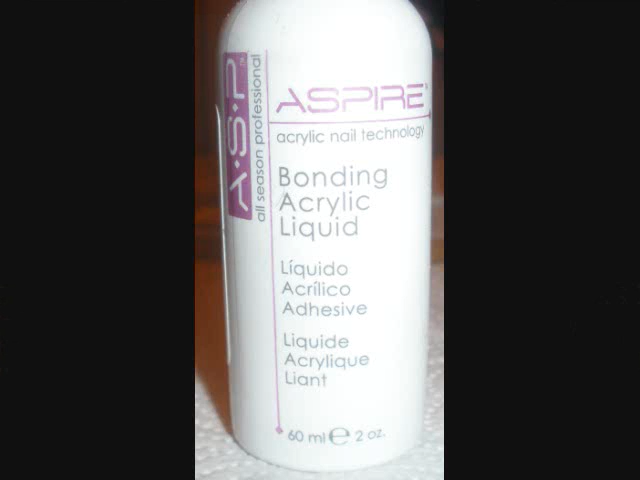 A·S·P™
all season professional
ASPIRE®
acrylic nail technology
Bonding
Acrylic
Liquid
Líquido
Acrílico
Adhesive
Liquide
Acrylique
Liant
60 ml ℮ 2 oz.